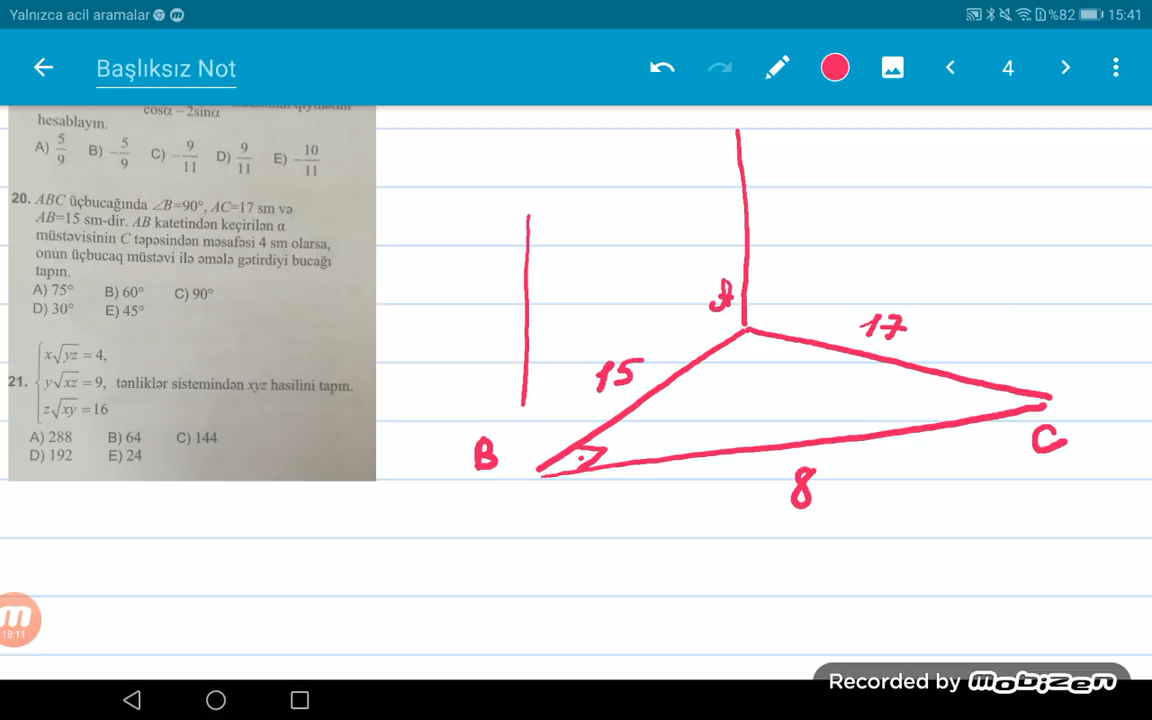 Yalnızca acil aramalar
%82 15:41
Başlıksız Not
4
cosα – 2sinα
hesablayın.
A) 5/9 B) –5/9 C) –9/11 D) 9/11 E) –10/11
20. ABC üçbucağında ∠B=90°, AC=17 sm və
AB=15 sm-dir. AB katetindən keçirilən α
müstəvisinin C təpəsindən məsafəsi 4 sm olarsa,
onun üçbucaq müstəvi ilə əmələ gətirdiyi bucağı
tapın.
A) 75° B) 60° C) 90°
D) 30° E) 45°
x√yz = 4,
21. y√xz = 9, tənliklər sistemindən xyz hasilini tapın.
z√xy = 16
A) 288 B) 64 C) 144
D) 192 E) 24
A
17
15
B
C
8
18:11
Recorded by mobizen